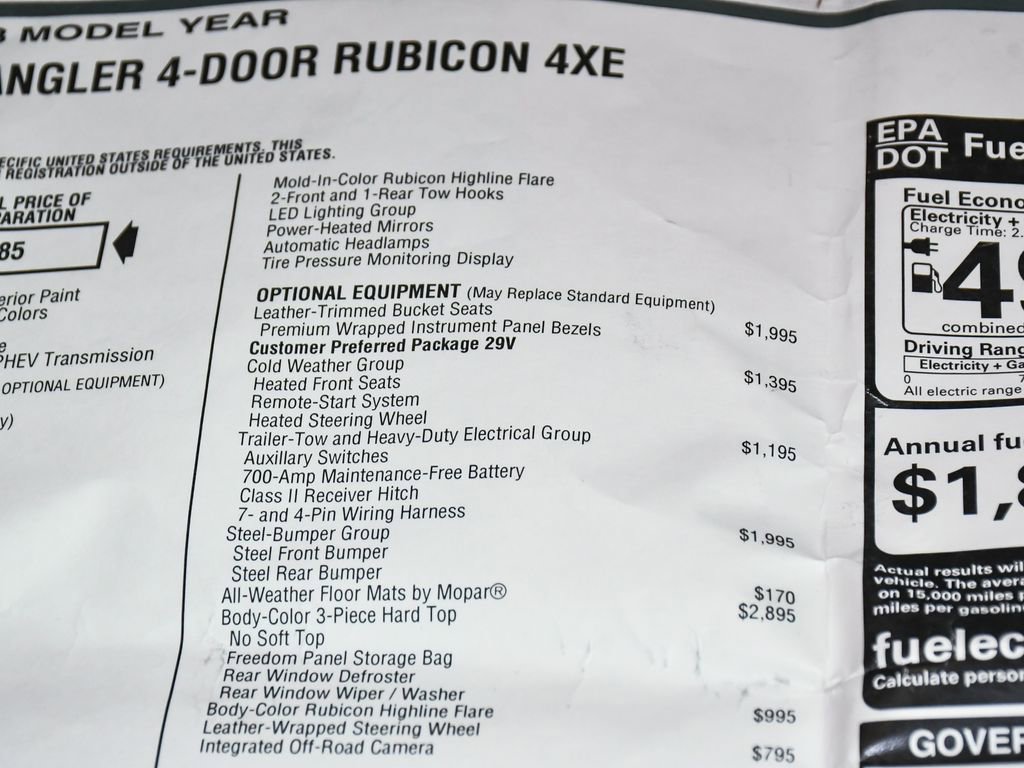 MODEL YEAR
ANGLER 4-DOOR RUBICON 4XE
ECIFIC UNITED STATES REQUIREMENTS. THIS
REGISTRATION OUTSIDE OF THE UNITED STATES.
L PRICE OF
PARATION
85
erior Paint
Colors
e
PHEV Transmission
OPTIONAL EQUIPMENT)
y)
Mold-In-Color Rubicon Highline Flare
2-Front and 1-Rear Tow Hooks
LED Lighting Group
Power-Heated Mirrors
Automatic Headlamps
Tire Pressure Monitoring Display
OPTIONAL EQUIPMENT (May Replace Standard Equipment)
Leather-Trimmed Bucket Seats $1,995
Premium Wrapped Instrument Panel Bezels
Customer Preferred Package 29V
Cold Weather Group $1,395
Heated Front Seats
Remote-Start System
Heated Steering Wheel
Trailer-Tow and Heavy-Duty Electrical Group $1,195
Auxillary Switches
700-Amp Maintenance-Free Battery
Class II Receiver Hitch
7- and 4-Pin Wiring Harness
Steel-Bumper Group $1,995
Steel Front Bumper
Steel Rear Bumper
All-Weather Floor Mats by Mopar® $170
Body-Color 3-Piece Hard Top $2,895
No Soft Top
Freedom Panel Storage Bag
Rear Window Defroster
Rear Window Wiper / Washer
Body-Color Rubicon Highline Flare $995
Leather-Wrapped Steering Wheel
Integrated Off-Road Camera $795
EPA
DOT Fue
Fuel Econo
Electricity +
Charge Time: 2.
4
combined
Driving Rang
Electricity + Ga
0
All electric range
Annual fu
$1,8
Actual results wil
vehicle. The avera
on 15,000 miles p
miles per gasolin
fuelec
Calculate person
GOVER